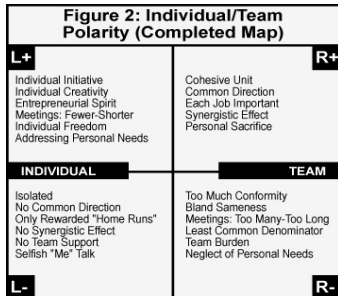 Figure 2: Individual/Team
Polarity (Completed Map)
L+
R+
Individual Initiative
Individual Creativity
Entrepreneurial Spirit
Meetings: Fewer-Shorter
Individual Freedom
Addressing Personal Needs
Cohesive Unit
Common Direction
Each Job Important
Synergistic Effect
Personal Sacrifice
INDIVIDUAL
TEAM
Isolated
No Common Direction
Only Rewarded "Home Runs"
No Synergistic Effect
No Team Support
Selfish "Me" Talk
Too Much Conformity
Bland Sameness
Meetings: Too Many-Too Long
Least Common Denominator
Team Burden
Neglect of Personal Needs
L-
R-